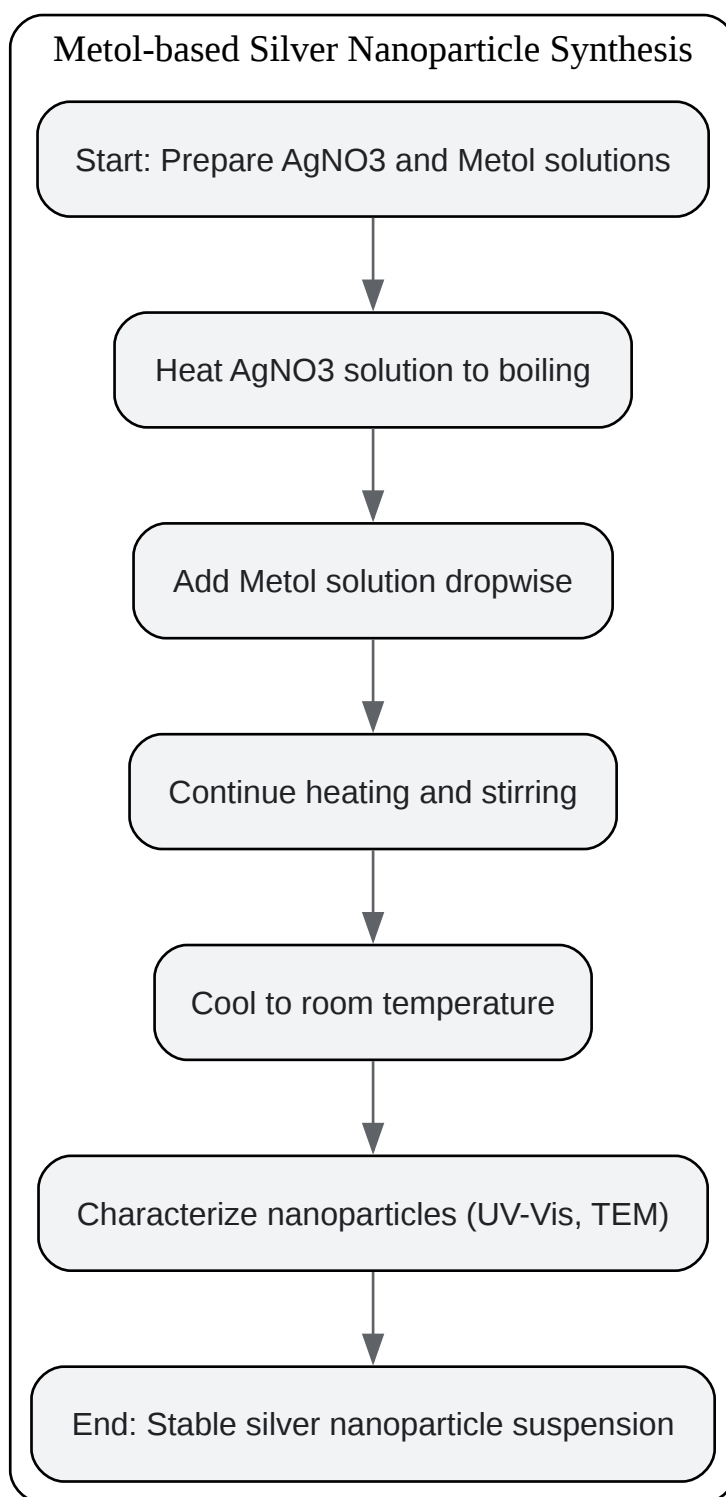 Metol-based Silver Nanoparticle Synthesis
Start: Prepare AgNO3 and Metol solutions
Heat AgNO3 solution to boiling
Add Metol solution dropwise
Continue heating and stirring
Cool to room temperature
Characterize nanoparticles (UV-Vis, TEM)
End: Stable silver nanoparticle suspension